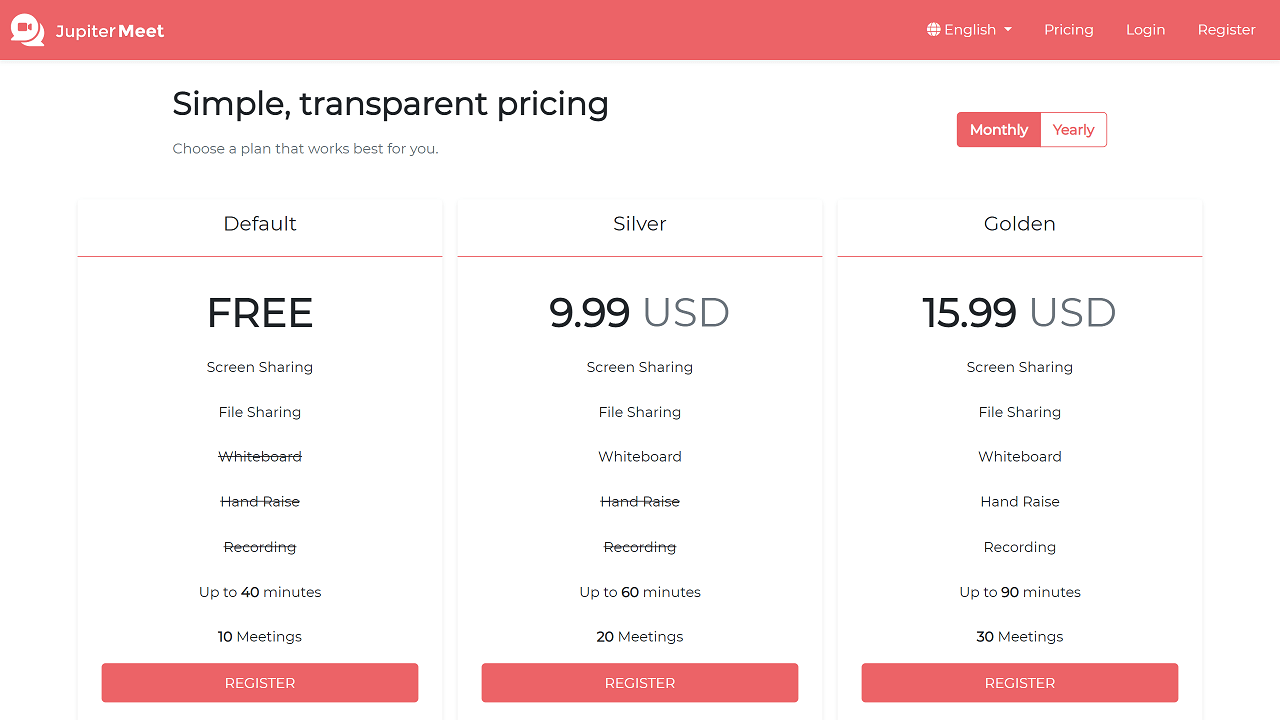 JupiterMeet
English
Pricing
Login
Register
Simple, transparent pricing
Choose a plan that works best for you.
Monthly
Yearly
Default
FREE
Screen Sharing
File Sharing
Whiteboard
Hand Raise
Recording
Up to 40 minutes
10 Meetings
REGISTER
Silver
9.99 USD
Screen Sharing
File Sharing
Whiteboard
Hand Raise
Recording
Up to 60 minutes
20 Meetings
REGISTER
Golden
15.99 USD
Screen Sharing
File Sharing
Whiteboard
Hand Raise
Recording
Up to 90 minutes
30 Meetings
REGISTER